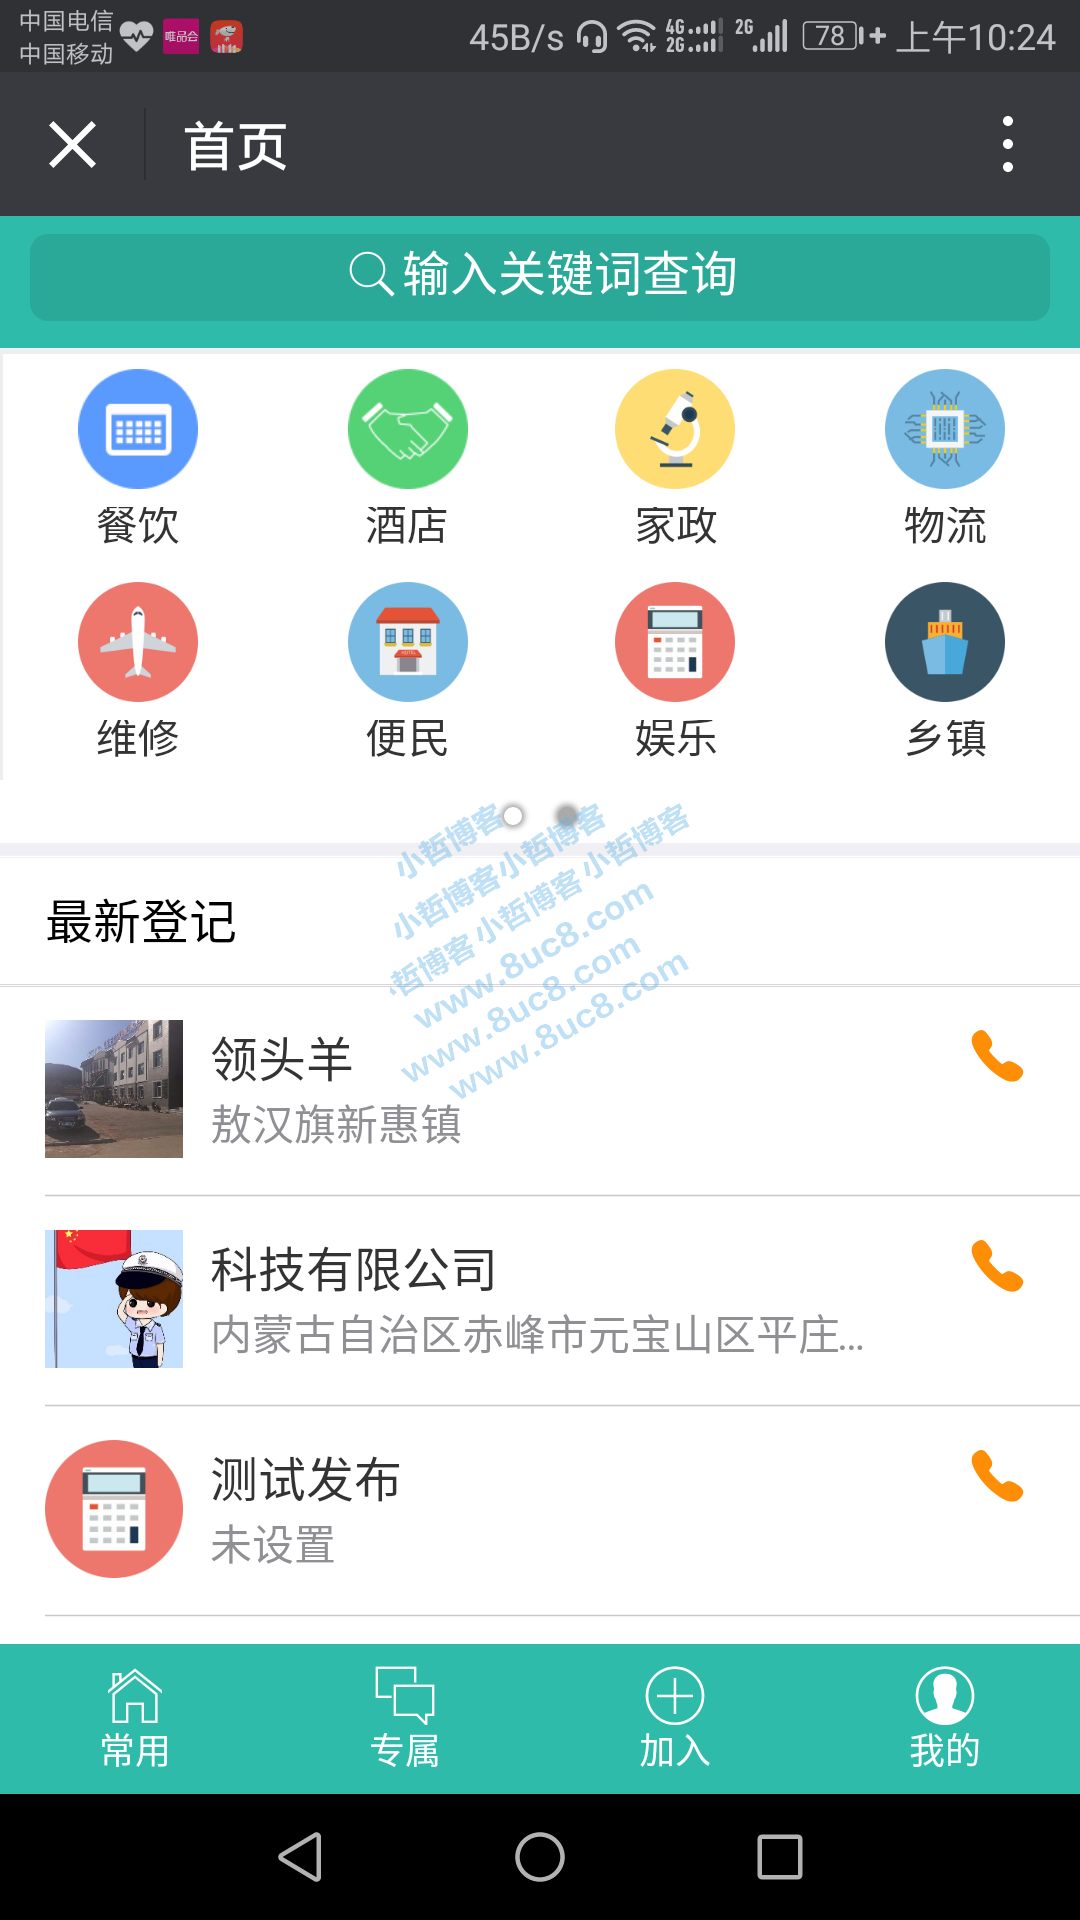 中国电信
中国移动
唯品会
45B/s 4G 2G 2G 78 上午10:24
首页
输入关键词查询
餐饮 酒店 家政 物流
HOTEL
维修 便民 娱乐 乡镇
小哲博客
小哲博客小哲博客
哲博客小哲博客小哲博客
www.8uc8.com
www.8uc8.com
www.8uc8.com
最新登记
领头羊
敖汉旗新惠镇
科技有限公司
内蒙古自治区赤峰市元宝山区平庄...
测试发布
未设置
常用 专属 加入 我的